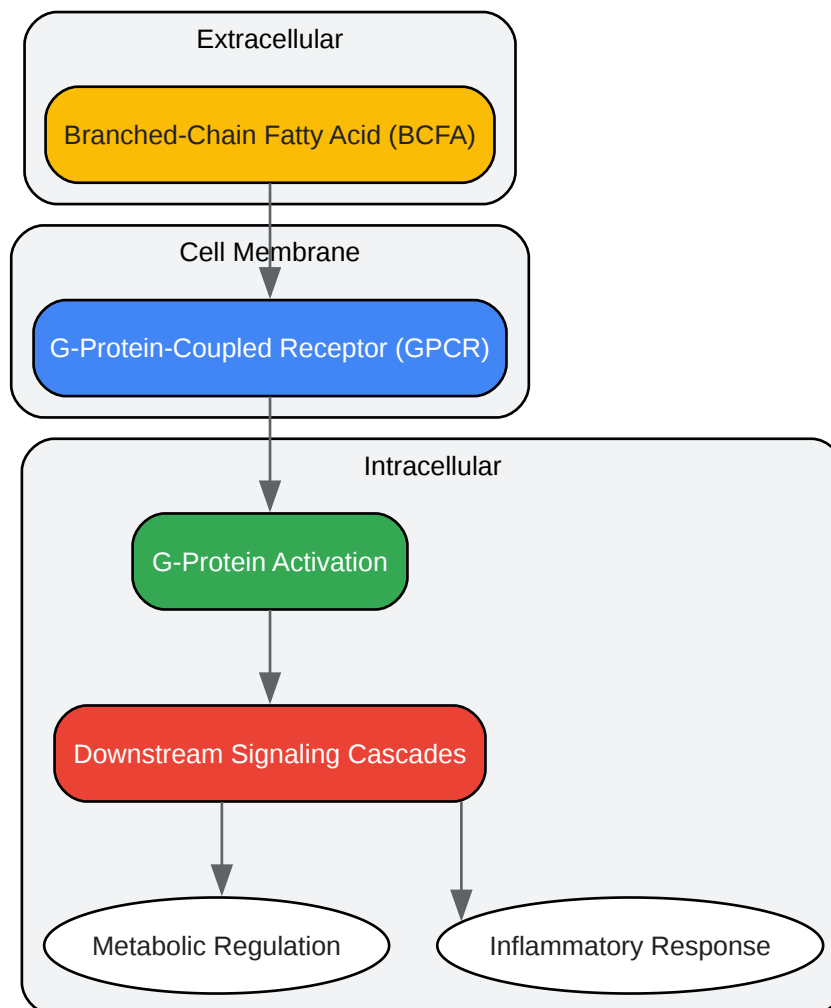 Extracellular
Branched-Chain Fatty Acid (BCFA)
Cell Membrane
G-Protein-Coupled Receptor (GPCR)
Intracellular
G-Protein Activation
Downstream Signaling Cascades
Metabolic Regulation
Inflammatory Response